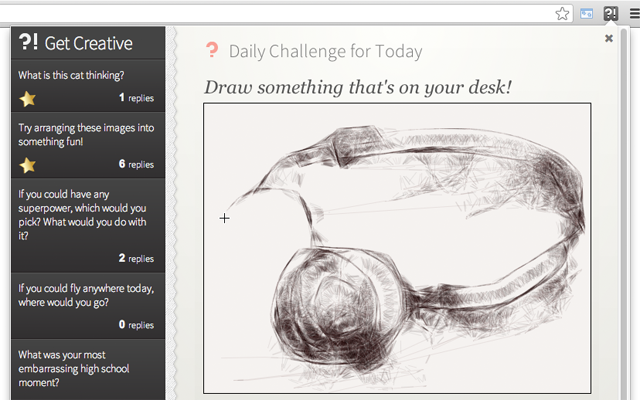 ?! Get Creative
What is this cat thinking?
1 replies
Try arranging these images into
something fun!
6 replies
If you could have any
superpower, which would you
pick? What would you do with
it?
2 replies
If you could fly anywhere today,
where would you go?
0 replies
What was your most
embarrassing high school
moment?
?!
? Daily Challenge for Today
Draw something that's on your desk!